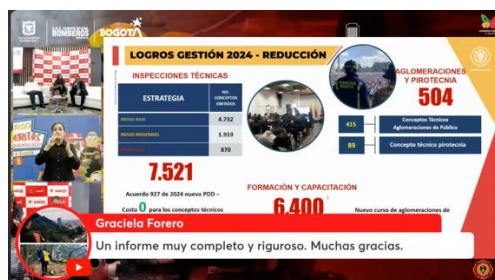 BOMBEROS
BOGOTÁ
LOGROS GESTIÓN 2024 - REDUCCIÓN
INSPECCIONES TÉCNICAS
ESTRATEGIA
NO. CONCEPTOS EMITIDOS
RIESGO BAJO
4.732
RIESGO MODERADO
1.919
870
7.521
Acuerdo 927 de 2024 nuevo PDD –
Costo 0 para los conceptos técnicos
AGLOMERACIONES
Y PIROTECNIA
504
415
Conceptos Técnicos
Aglomeraciones de Público
89
Concepto técnico pirotecnia
FORMACIÓN Y CAPACITACIÓN
6.400
Nuevo curso de aglomeraciones de
Graciela Forero
Un informe muy completo y riguroso. Muchas gracias.